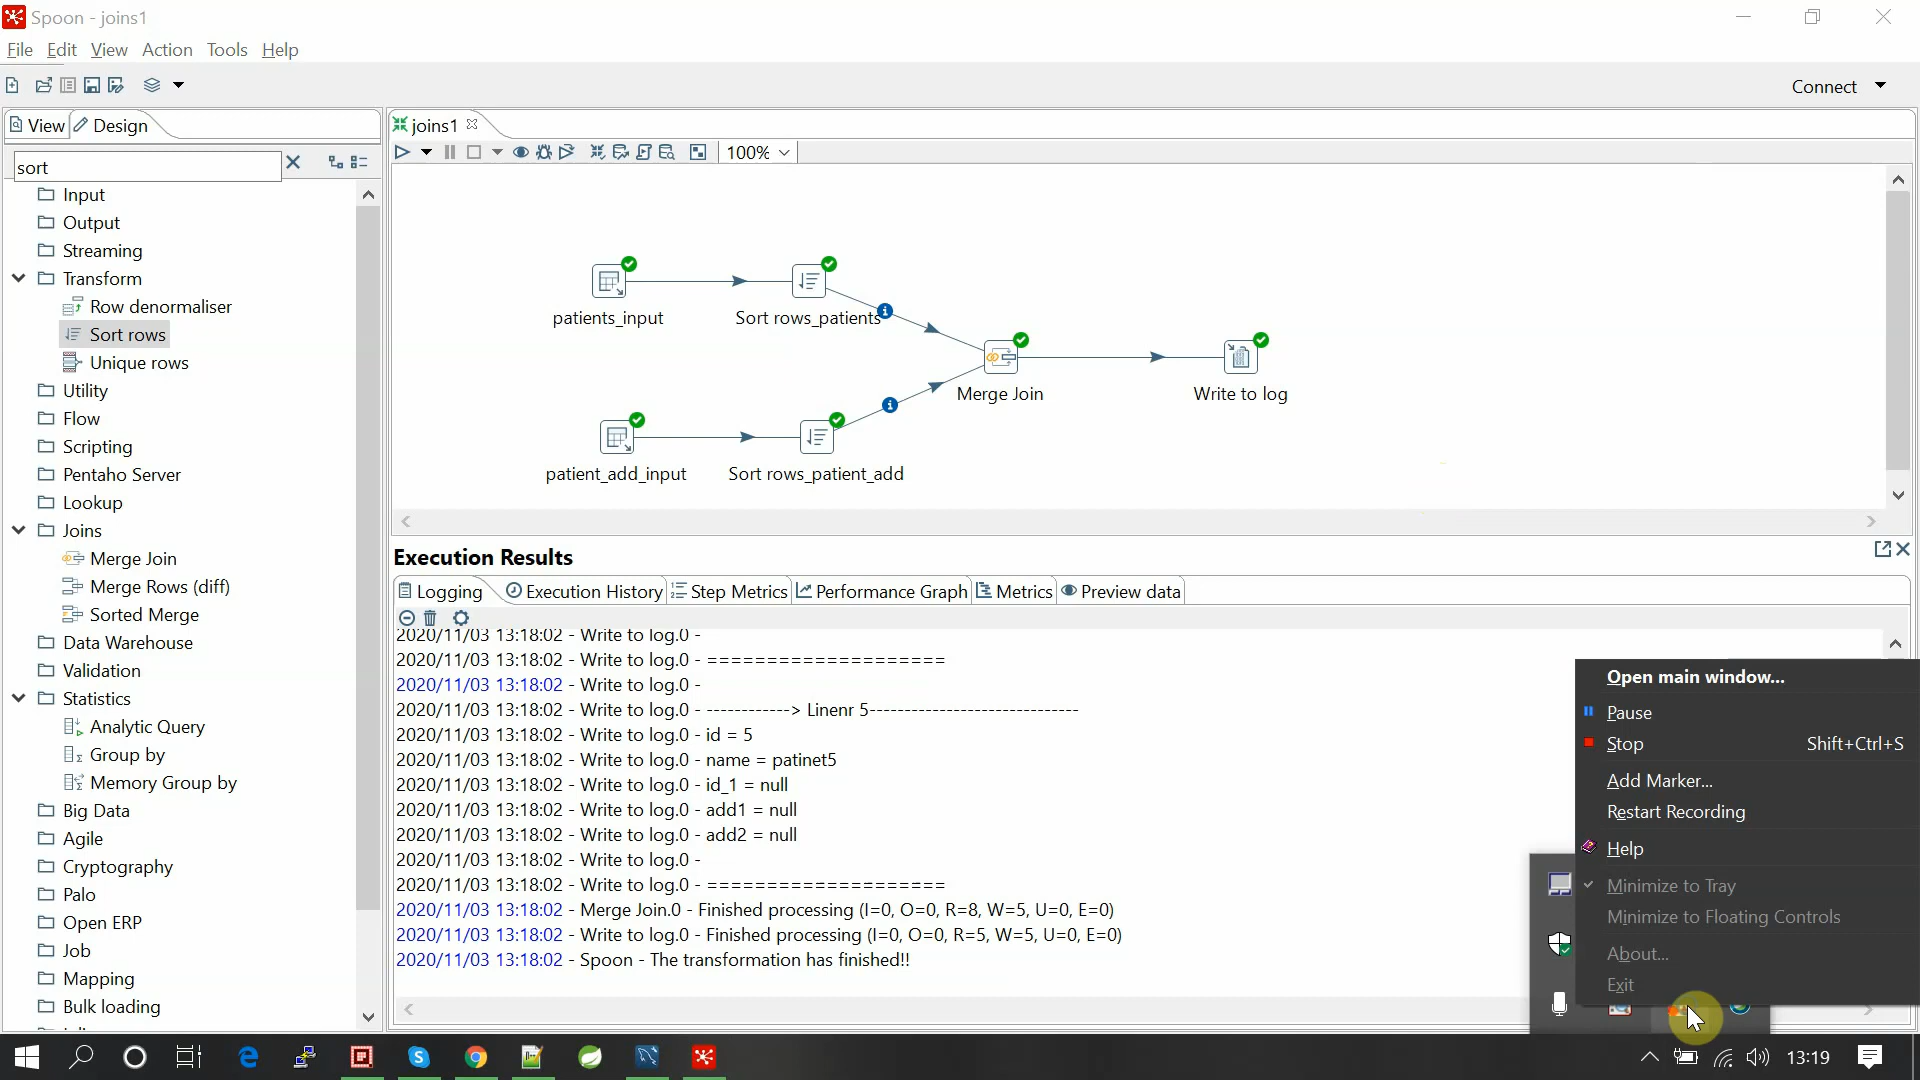 Spoon - joins1
File Edit View Action Tools Help
Connect
View Design
joins1
100%
sort
Input
Output
Streaming
Transform
Row denormaliser
Sort rows
Unique rows
Utility
Flow
Scripting
Pentaho Server
Lookup
Joins
Merge Join
Merge Rows (diff)
Sorted Merge
Data Warehouse
Validation
Statistics
Analytic Query
Group by
Memory Group by
Big Data
Agile
Cryptography
Palo
Open ERP
Job
Mapping
Bulk loading
patients_input
Sort rows_patients
Merge Join
Write to log
patient_add_input
Sort rows_patient_add
Execution Results
Logging Execution History Step Metrics Performance Graph Metrics Preview data
2020/11/03 13:18:02 - Write to log.0 -
2020/11/03 13:18:02 - Write to log.0 - ====================
2020/11/03 13:18:02 - Write to log.0 -
2020/11/03 13:18:02 - Write to log.0 - ------------> Linenr 5------------------------------
2020/11/03 13:18:02 - Write to log.0 - id = 5
2020/11/03 13:18:02 - Write to log.0 - name = patinet5
2020/11/03 13:18:02 - Write to log.0 - id_1 = null
2020/11/03 13:18:02 - Write to log.0 - add1 = null
2020/11/03 13:18:02 - Write to log.0 - add2 = null
2020/11/03 13:18:02 - Write to log.0 -
2020/11/03 13:18:02 - Write to log.0 - ====================
2020/11/03 13:18:02 - Merge Join.0 - Finished processing (I=0, O=0, R=8, W=5, U=0, E=0)
2020/11/03 13:18:02 - Write to log.0 - Finished processing (I=0, O=0, R=5, W=5, U=0, E=0)
2020/11/03 13:18:02 - Spoon - The transformation has finished!!
Open main window...
Pause
Stop Shift+Ctrl+S
Add Marker...
Restart Recording
Help
Minimize to Tray
Minimize to Floating Controls
About...
Exit
13:19